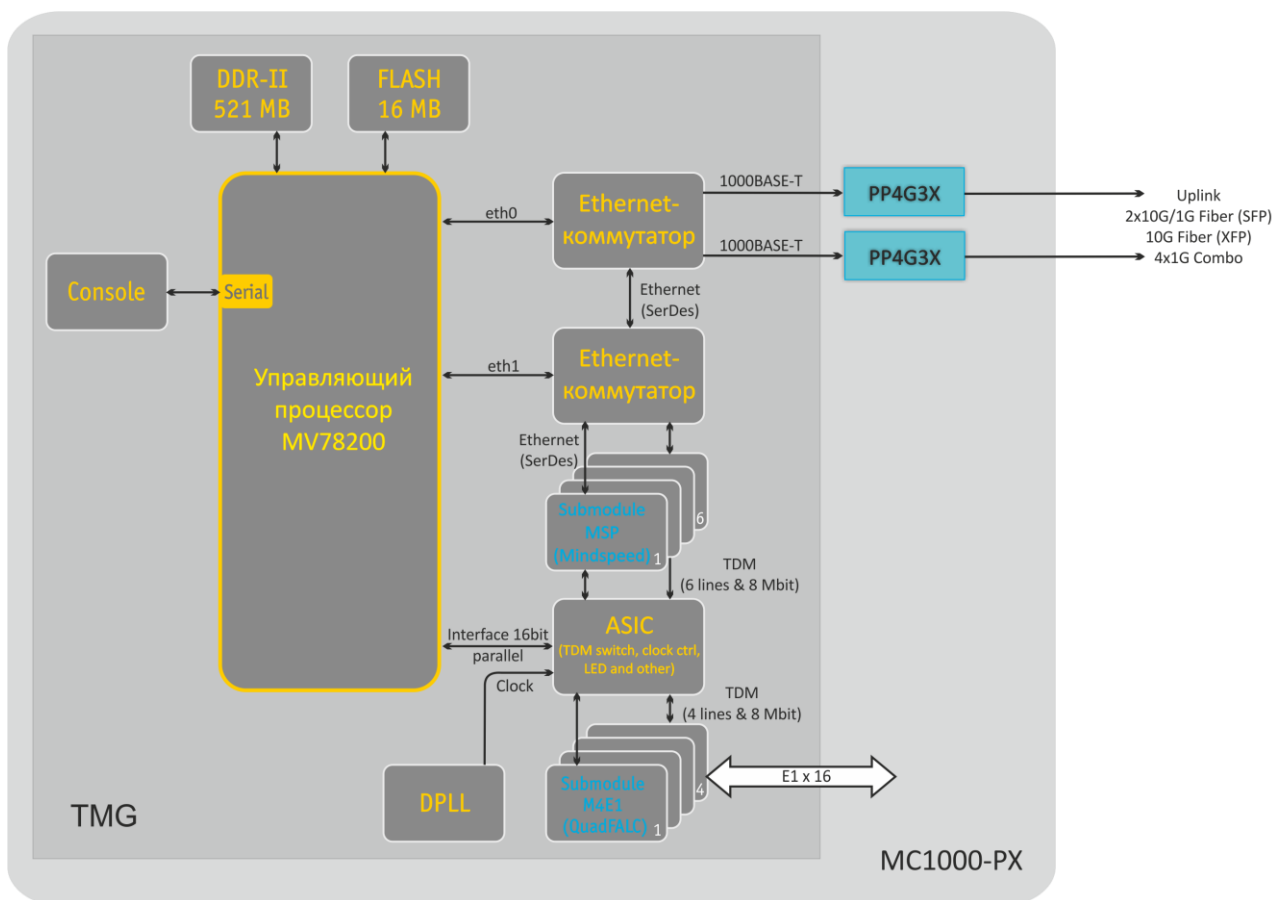 DDR-II
521 MB
FLASH
16 MB
1000BASE-T
PP4G3X
Uplink
2x10G/1G Fiber (SFP)
10G Fiber (XFP)
4x1G Combo
eth0
Ethernet-
коммутатор
1000BASE-T
PP4G3X
Console
Serial
Ethernet
(SerDes)
Управляющий
процессор
MV78200
eth1
Ethernet-
коммутатор
Ethernet
(SerDes)
Submodule
MSP
(Mindspeed)
1
6
TDM
(6 lines & 8 Mbit)
Interface 16bit
parallel
ASIC
(TDM switch, clock ctrl,
LED and other)
Clock
TDM
(4 lines & 8 Mbit)
DPLL
Submodule
M4E1
(QuadFALC)
1
4
E1 x 16
TMG
MC1000-PX